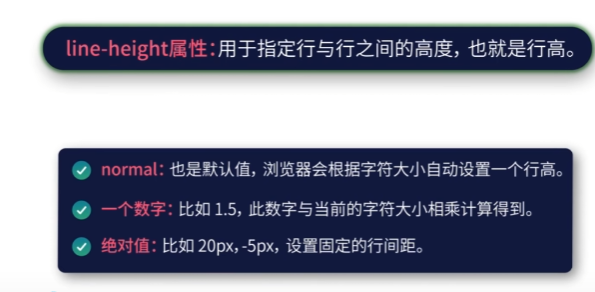 line-height属性：用于指定行与行之间的高度，也就是行高。
normal：也是默认值，浏览器会根据字符大小自动设置一个行高。
一个数字：比如 1.5，此数字与当前的字符大小相乘计算得到。
绝对值：比如 20px，-5px，设置固定的行间距。